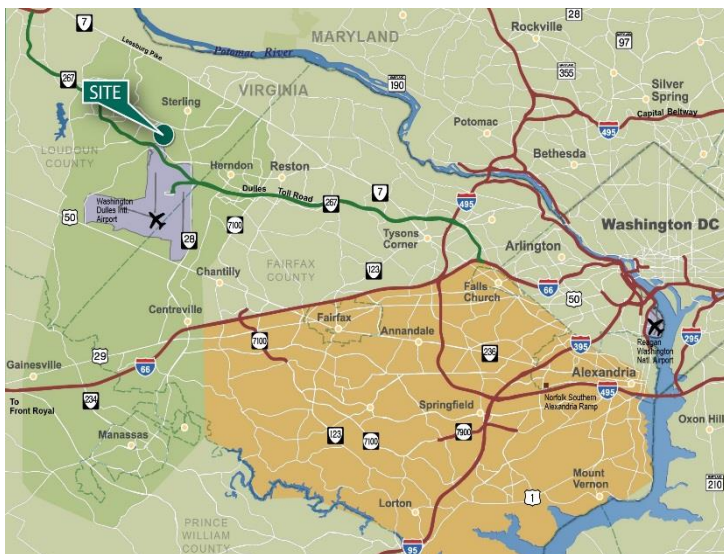 7
Leesburg Pike
Potomac River
MARYLAND
28
Rockville
97
267
SITE
Sterling
VIRGINIA
190
355
Silver
Spring
Capital Beltway
Potomac
495
LOUDOUN
COUNTY
Bethesda
Herndon
Reston
Dulles Toll Road
267
7
495
Washington
Dulles Intl.
Airport
50
28
7100
Tysons
Corner
Arlington
Washington DC
Chantilly
FAIRFAX
COUNTY
123
Falls
Church
66
50
Centreville
Fairfax
Annandale
395
Reagan
Washington
Natl. Airport
295
29
7100
Gainesville
66
Alexandria
495
To
Front Royal
234
Springfield
Norfolk Southern
Alexandria Ramp
Oxon Hill
Manassas
123
7100
7900
210
Mount
Vernon
1
Lorton
PRINCE
WILLIAM
COUNTY
95